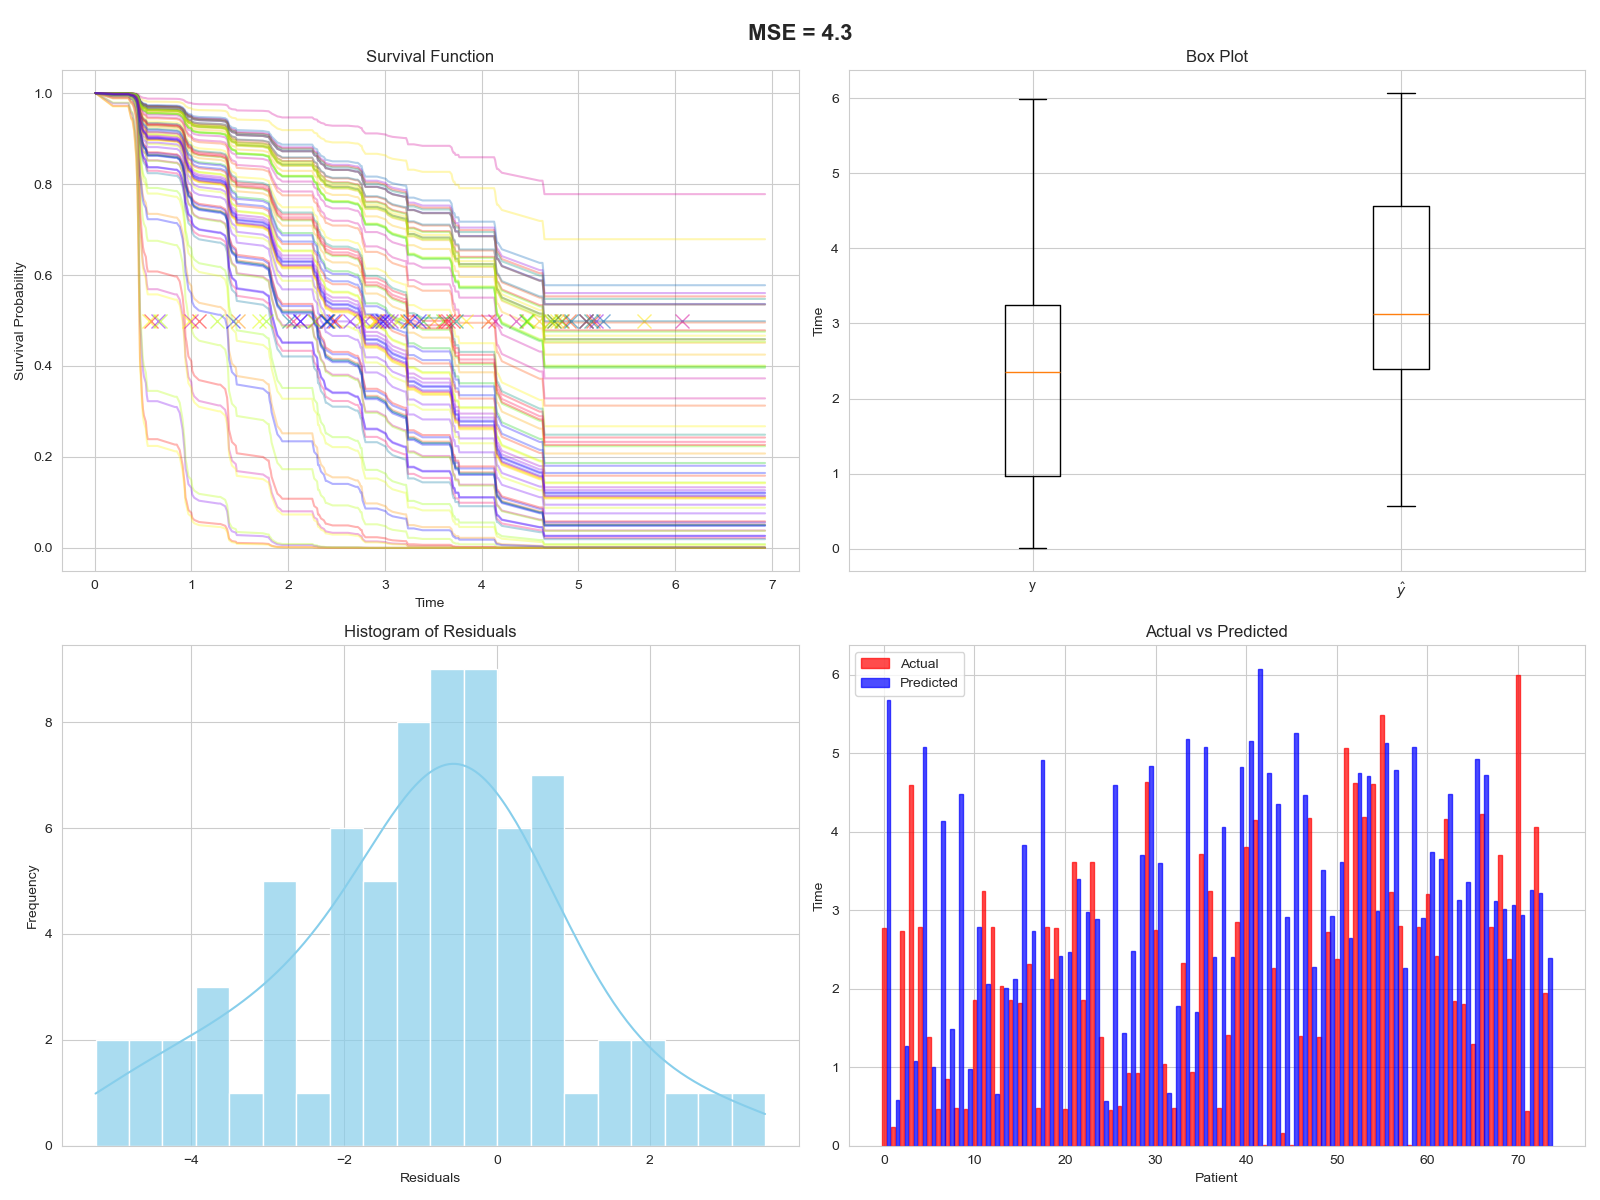 MSE = 4.3
Survival Function
Survival Probability
1.0
0.8
0.6
0.4
0.2
0.0
0 1 2 3 4 5 6 7
Time
Box Plot
Time
6
5
4
3
2
1
0
y ŷ
Histogram of Residuals
Frequency
8
6
4
2
0
−4 −2 0 2
Residuals
Actual vs Predicted
Actual
Predicted
Time
6
5
4
3
2
1
0
0 10 20 30 40 50 60 70
Patient